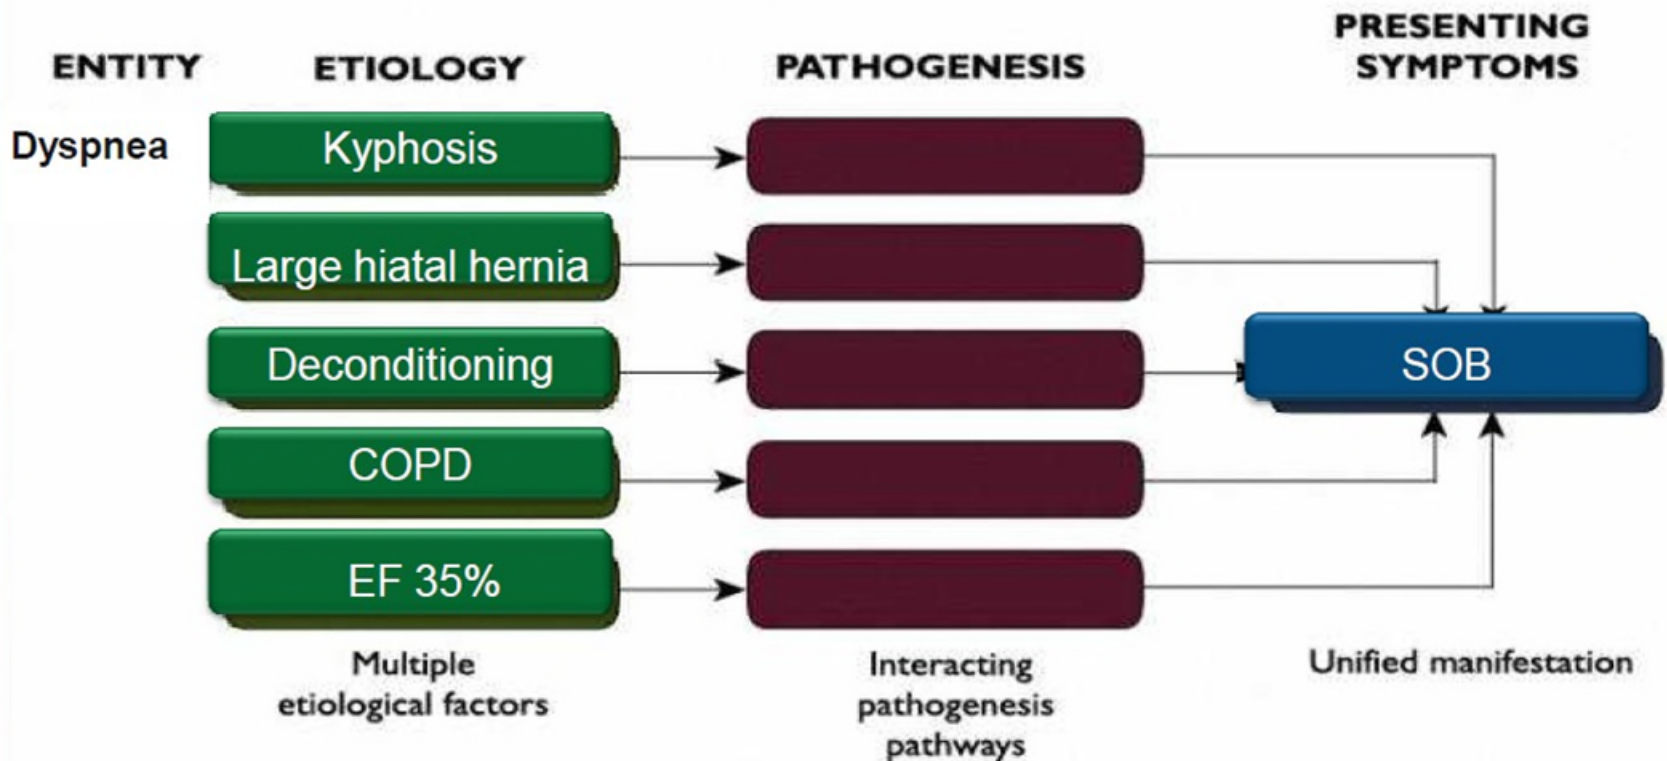 ENTITY
ETIOLOGY
PATHOGENESIS
PRESENTING
SYMPTOMS
Dyspnea
Kyphosis
Large hiatal hernia
Deconditioning
COPD
EF 35%
SOB
Multiple
etiological factors
Interacting
pathogenesis
pathways
Unified manifestation